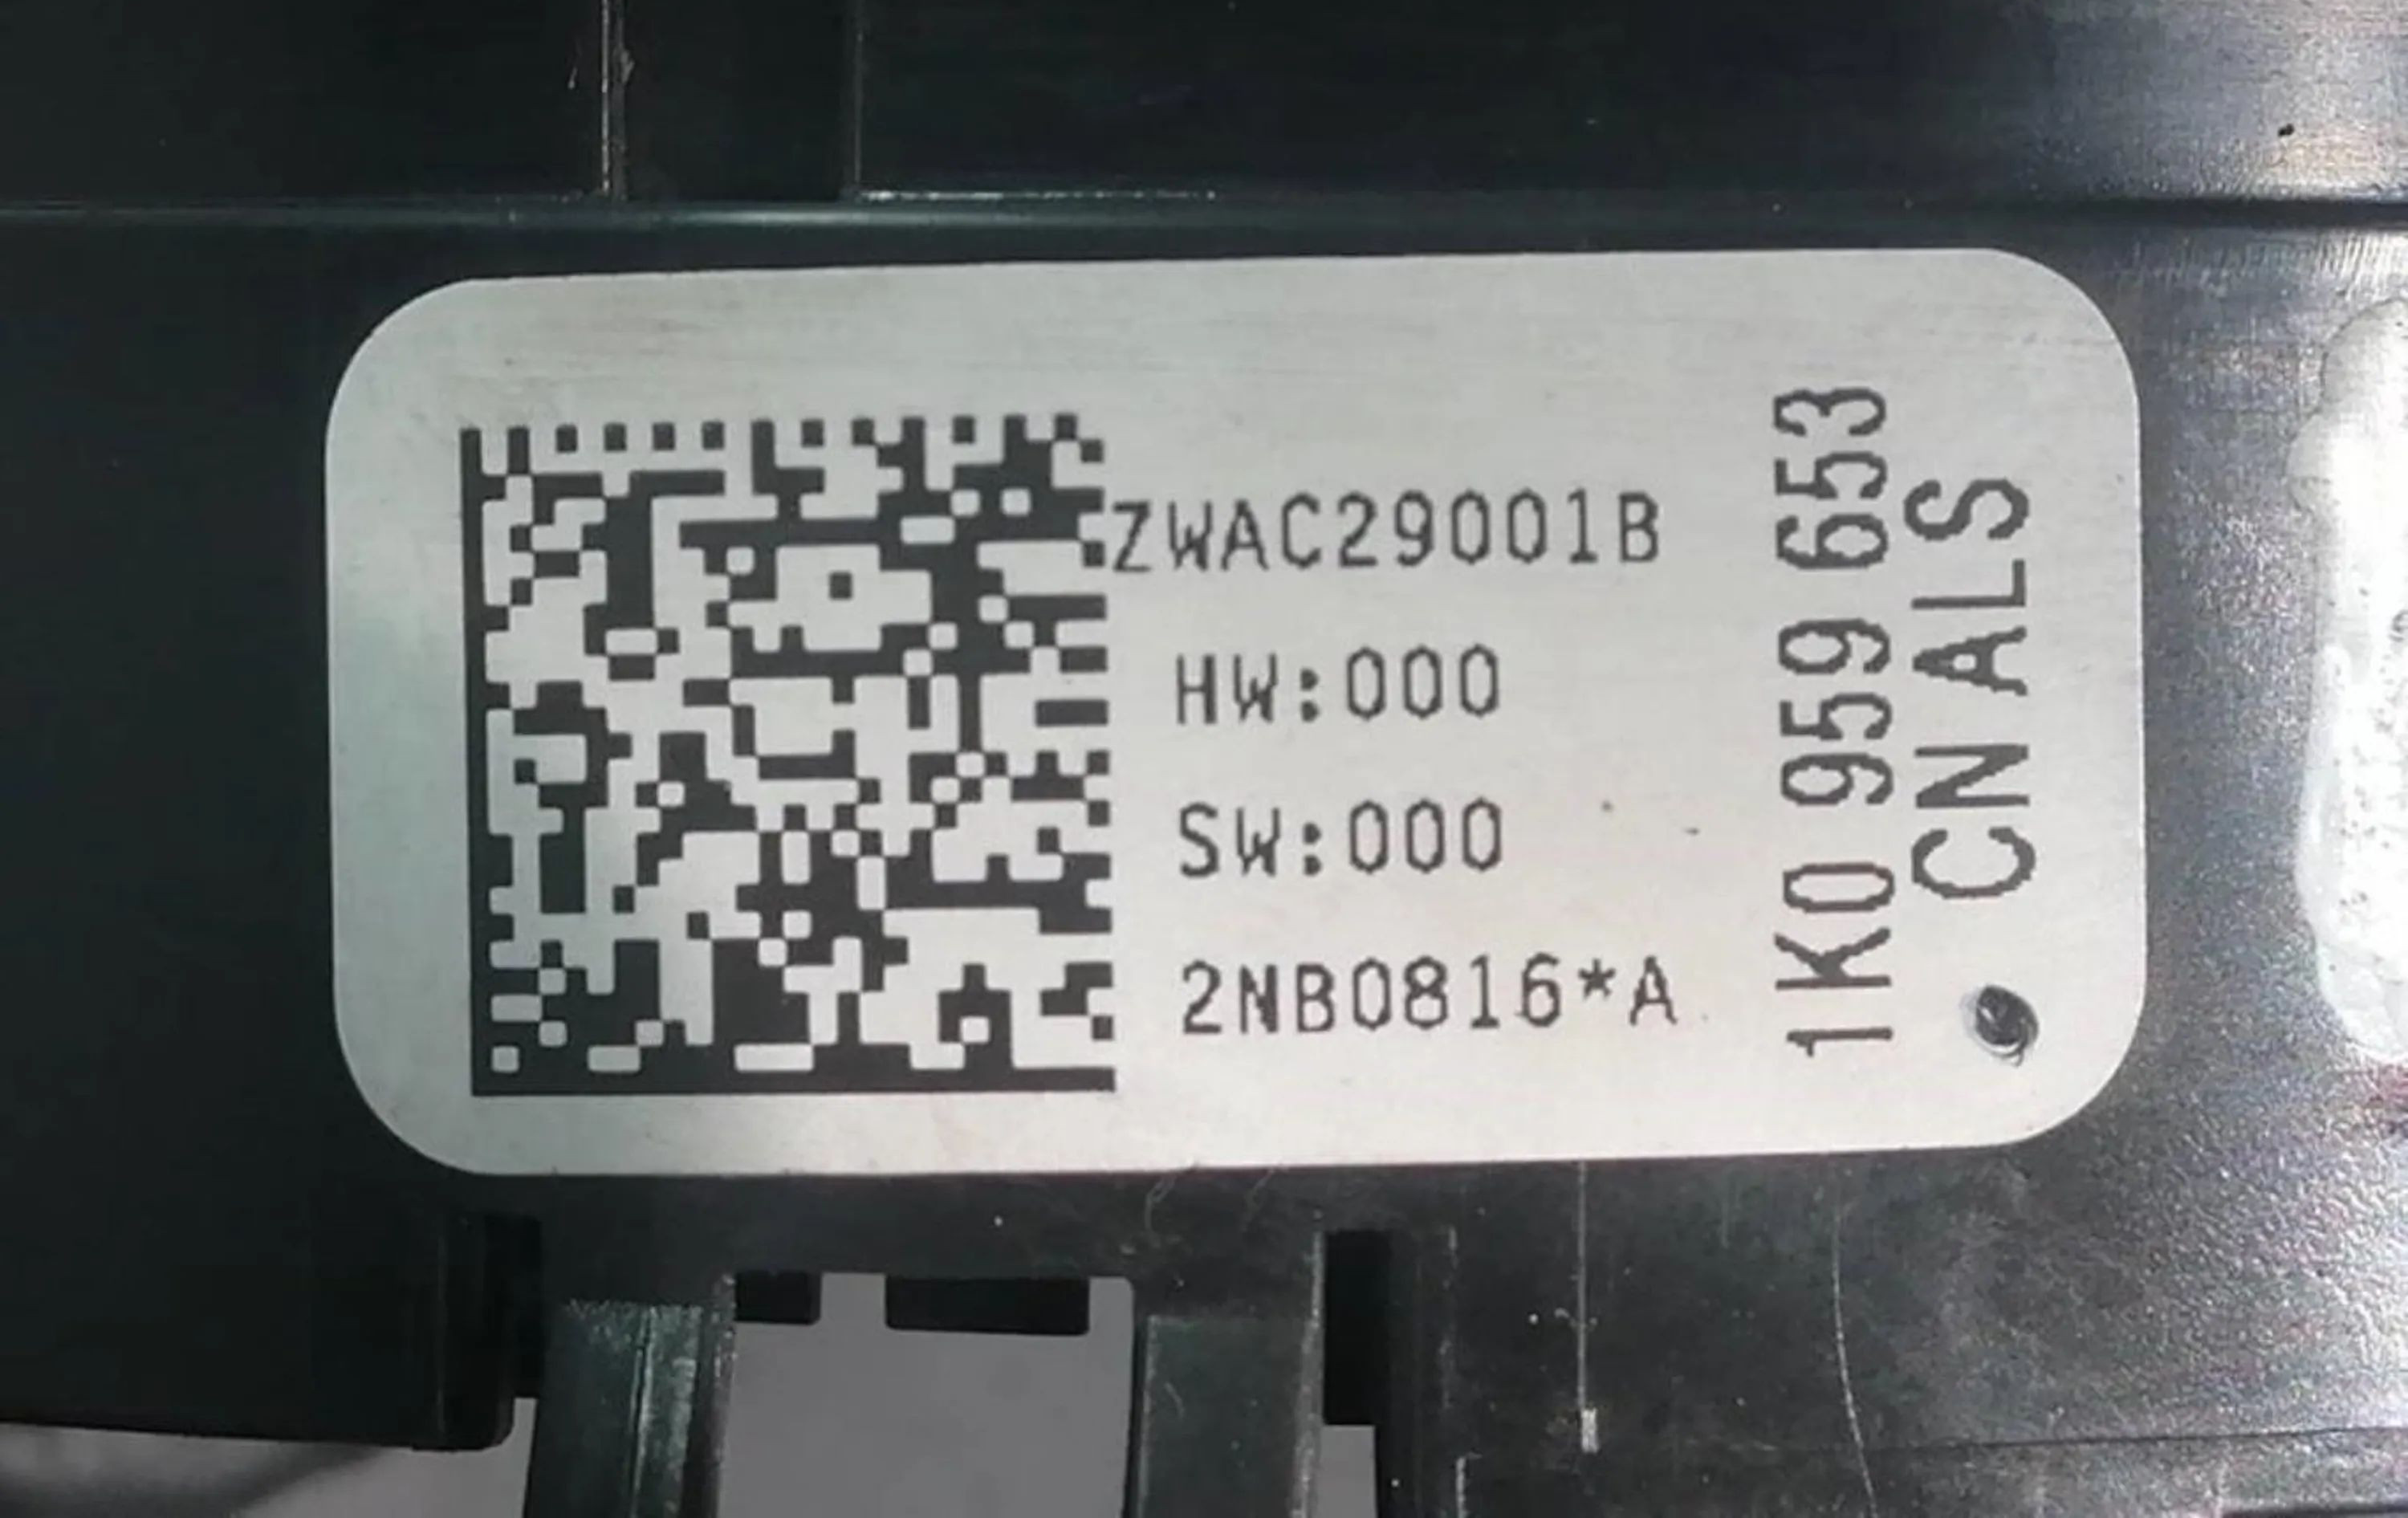 ZWAC29001B
HW:000
SW:000
2NB0816*A
1K0 959 653
CN ALS